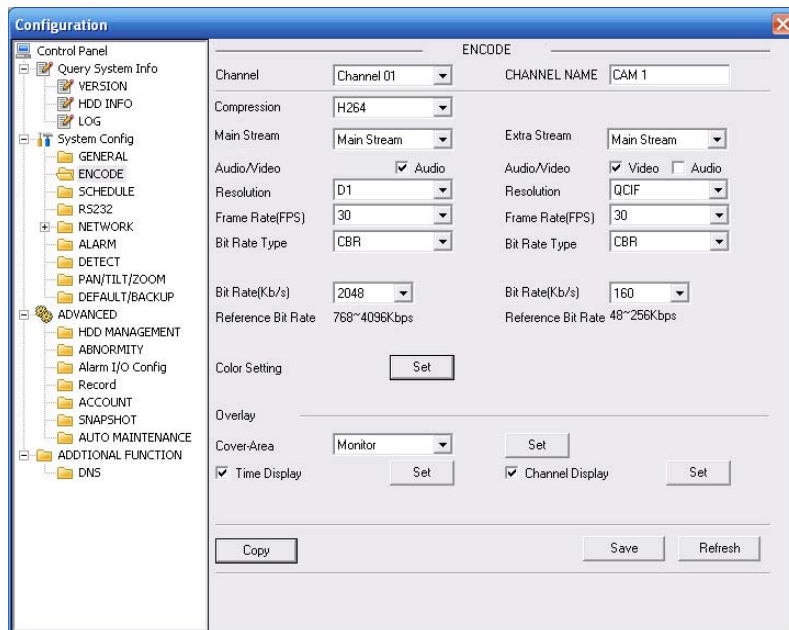 Configuration
Control Panel
Query System Info
VERSION
HDD INFO
LOG
System Config
GENERAL
ENCODE
SCHEDULE
RS232
NETWORK
ALARM
DETECT
PAN/TILT/ZOOM
DEFAULT/BACKUP
ADVANCED
HDD MANAGEMENT
ABNORMITY
Alarm I/O Config
Record
ACCOUNT
SNAPSHOT
AUTO MAINTENANCE
ADDTIONAL FUNCTION
DNS
ENCODE
Channel Channel 01 CHANNEL NAME CAM 1
Compression H264
Main Stream Main Stream Extra Stream Main Stream
Audio/Video Audio Audio/Video Video Audio
Resolution D1 Resolution QCIF
Frame Rate(FPS) 30 Frame Rate(FPS) 30
Bit Rate Type CBR Bit Rate Type CBR
Bit Rate(Kb/s) 2048 Bit Rate(Kb/s) 160
Reference Bit Rate 768~4096Kbps Reference Bit Rate 48~256Kbps
Color Setting Set
Overlay
Cover-Area Monitor Set
Time Display Set Channel Display Set
Copy Save Refresh